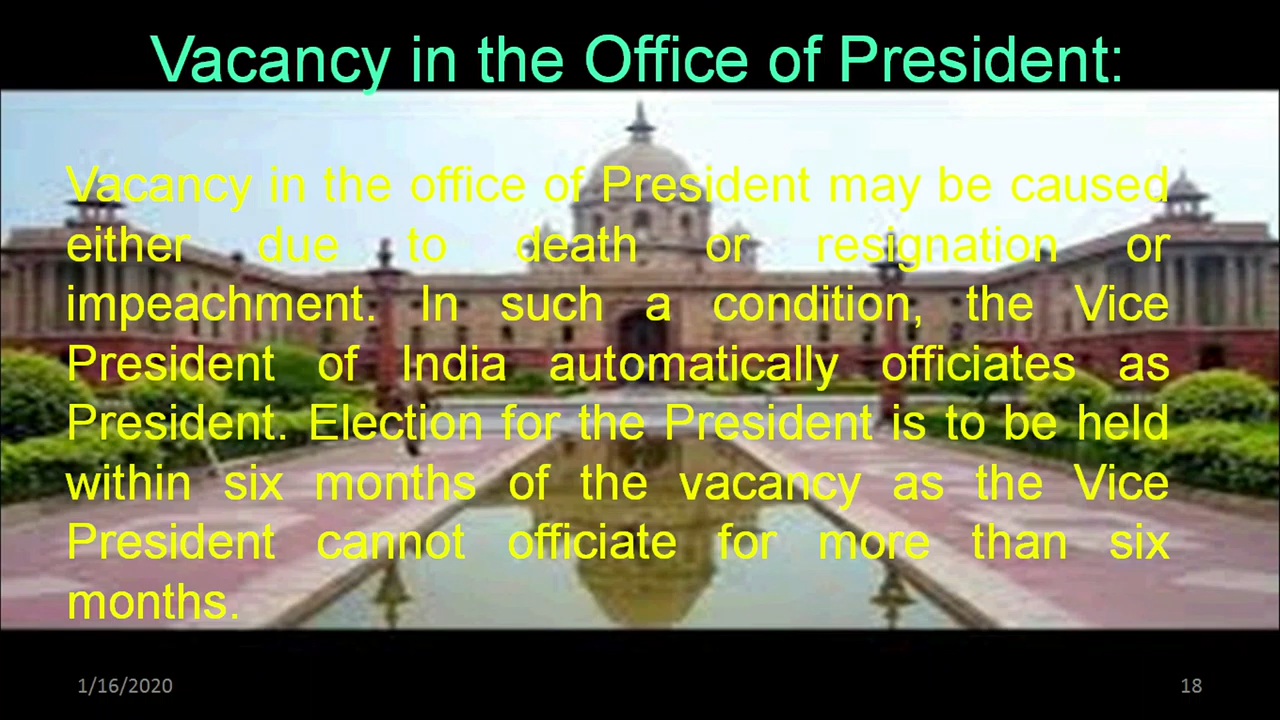 Vacancy in the Office of President:
Vacancy in the office of President may be caused
either due to death or resignation or
impeachment. In such a condition, the Vice
President of India automatically officiates as
President. Election for the President is to be held
within six months of the vacancy as the Vice
President cannot officiate for more than six
months.
1/16/2020
18